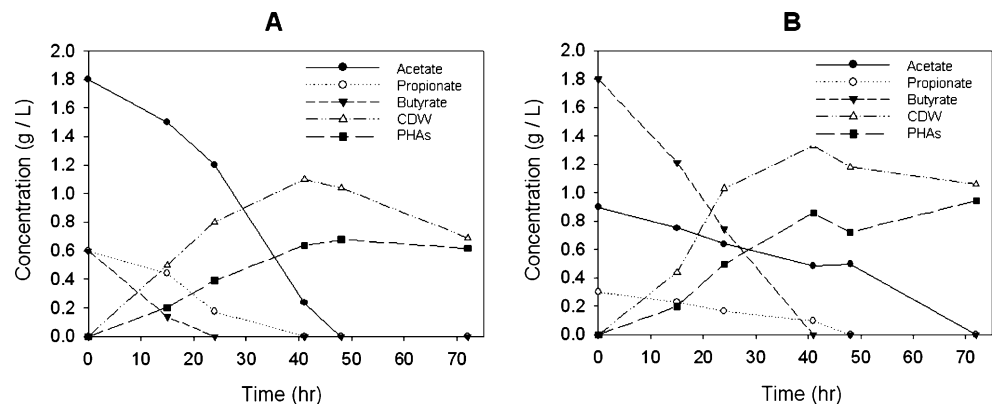 A
Concentration (g / L)
2.0
1.8
1.6
1.4
1.2
1.0
0.8
0.6
0.4
0.2
0.0
Acetate
Propionate
Butyrate
CDW
PHAs
0 10 20 30 40 50 60 70
Time (hr)
B
Concentration (g / L)
2.0
1.8
1.6
1.4
1.2
1.0
0.8
0.6
0.4
0.2
0.0
Acetate
Propionate
Butyrate
CDW
PHAs
0 10 20 30 40 50 60 70
Time (hr)